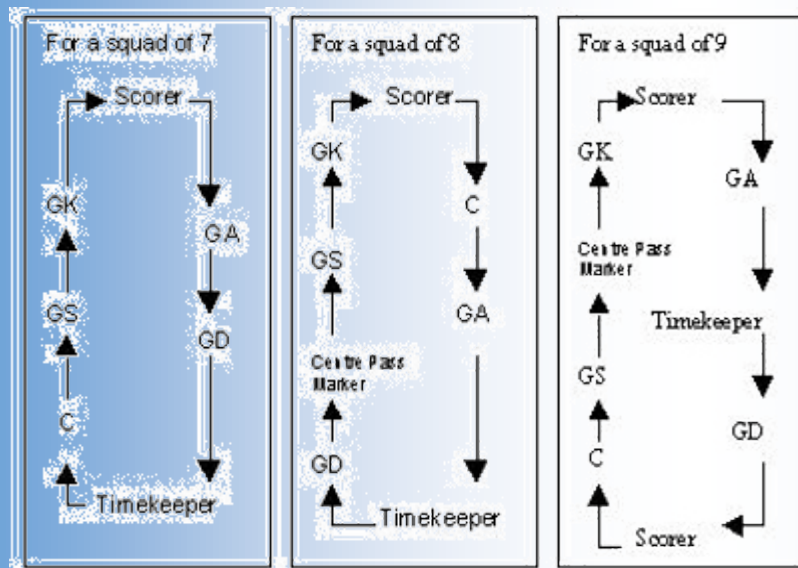 For a squad of 7
Scorer
GK
GA
GS
GD
C
Timekeeper
For a squad of 8
Scorer
GK
C
GS
GA
Centre Pass
Marker
GD
Timekeeper
For a squad of 9
Scorer
GK
GA
Centre Pass
Marker
Timekeeper
GS
GD
C
Scorer